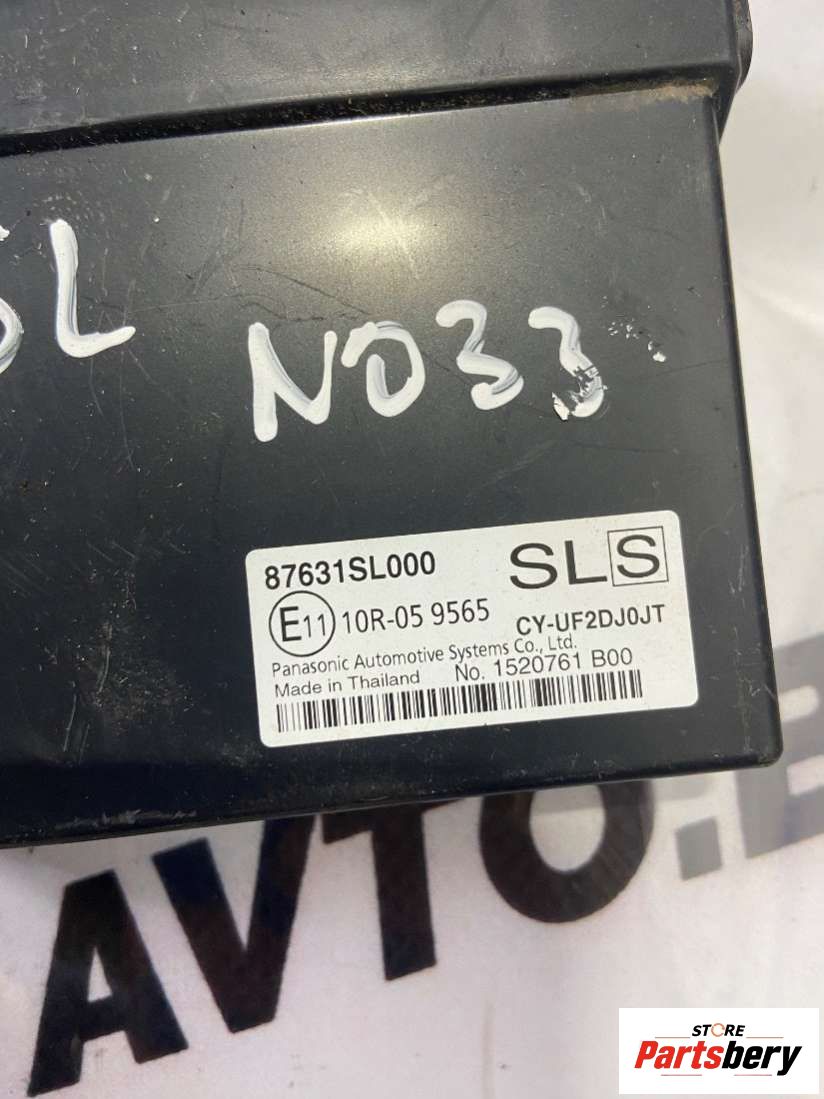 5L
NO33
87631SL000 SLS
E11 10R-05 9565 CY-UF2DJ0JT
Panasonic Automotive Systems Co., Ltd.
Made in Thailand No. 1520761 B00
AVTO:B
STORE
Partsbery